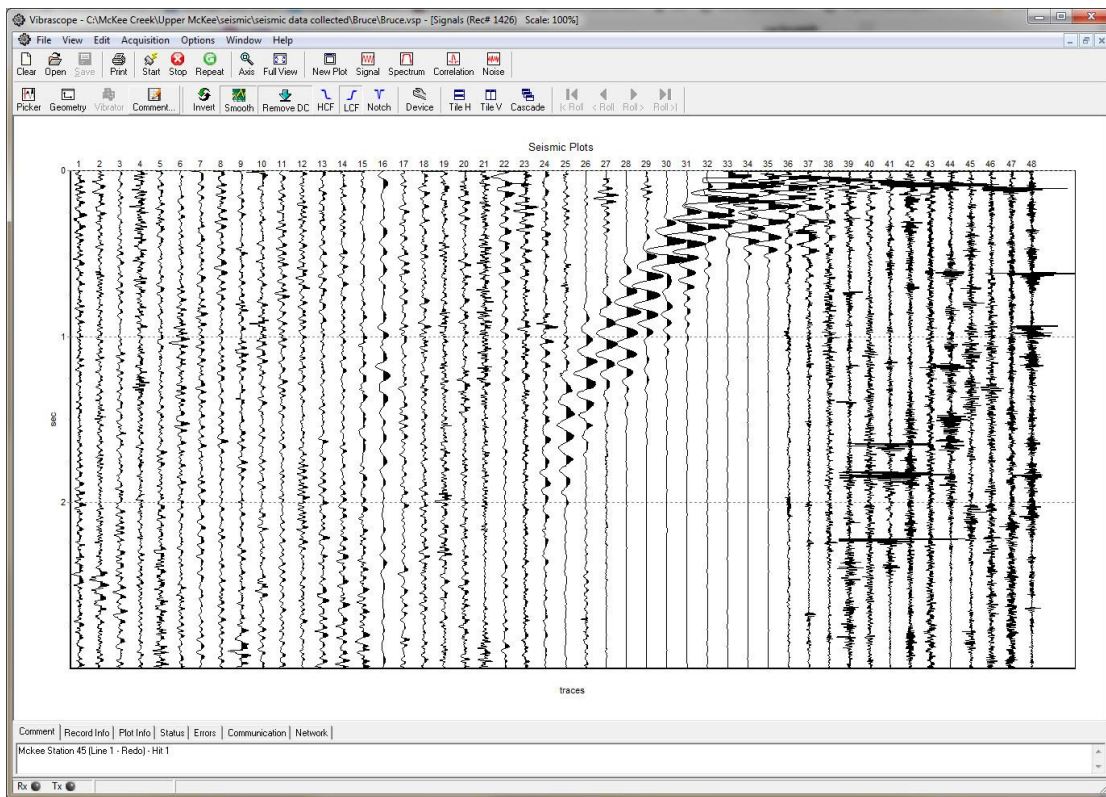 Vibrascope - C:\McKee Creek\Upper McKee\seismic\seismic data collected\Bruce\Bruce.vsp - [Signals (Rec# 1426) Scale: 100%]
File View Edit Acquisition Options Window Help
Clear Open Save Print Start Stop Repeat Axis Full View New Plot Signal Spectrum Correlation Noise
Picker Geometry Vibrator Comment... Invert Smooth Remove DC HCF LCF Notch Device Tile H Tile V Cascade |< Roll < Roll Roll > Roll >|
Seismic Plots
1 2 3 4 5 6 7 8 9 10 11 12 13 14 15 16 17 18 19 20 21 22 23 24 25 26 27 28 29 30 31 32 33 34 35 36 37 38 39 40 41 42 43 44 45 46 47 48
0
1
sec
2
traces
Comment Record Info Plot Info Status Errors Communication Network
Mckee Station 45 (Line 1 - Redo) - Hit 1
Rx Tx